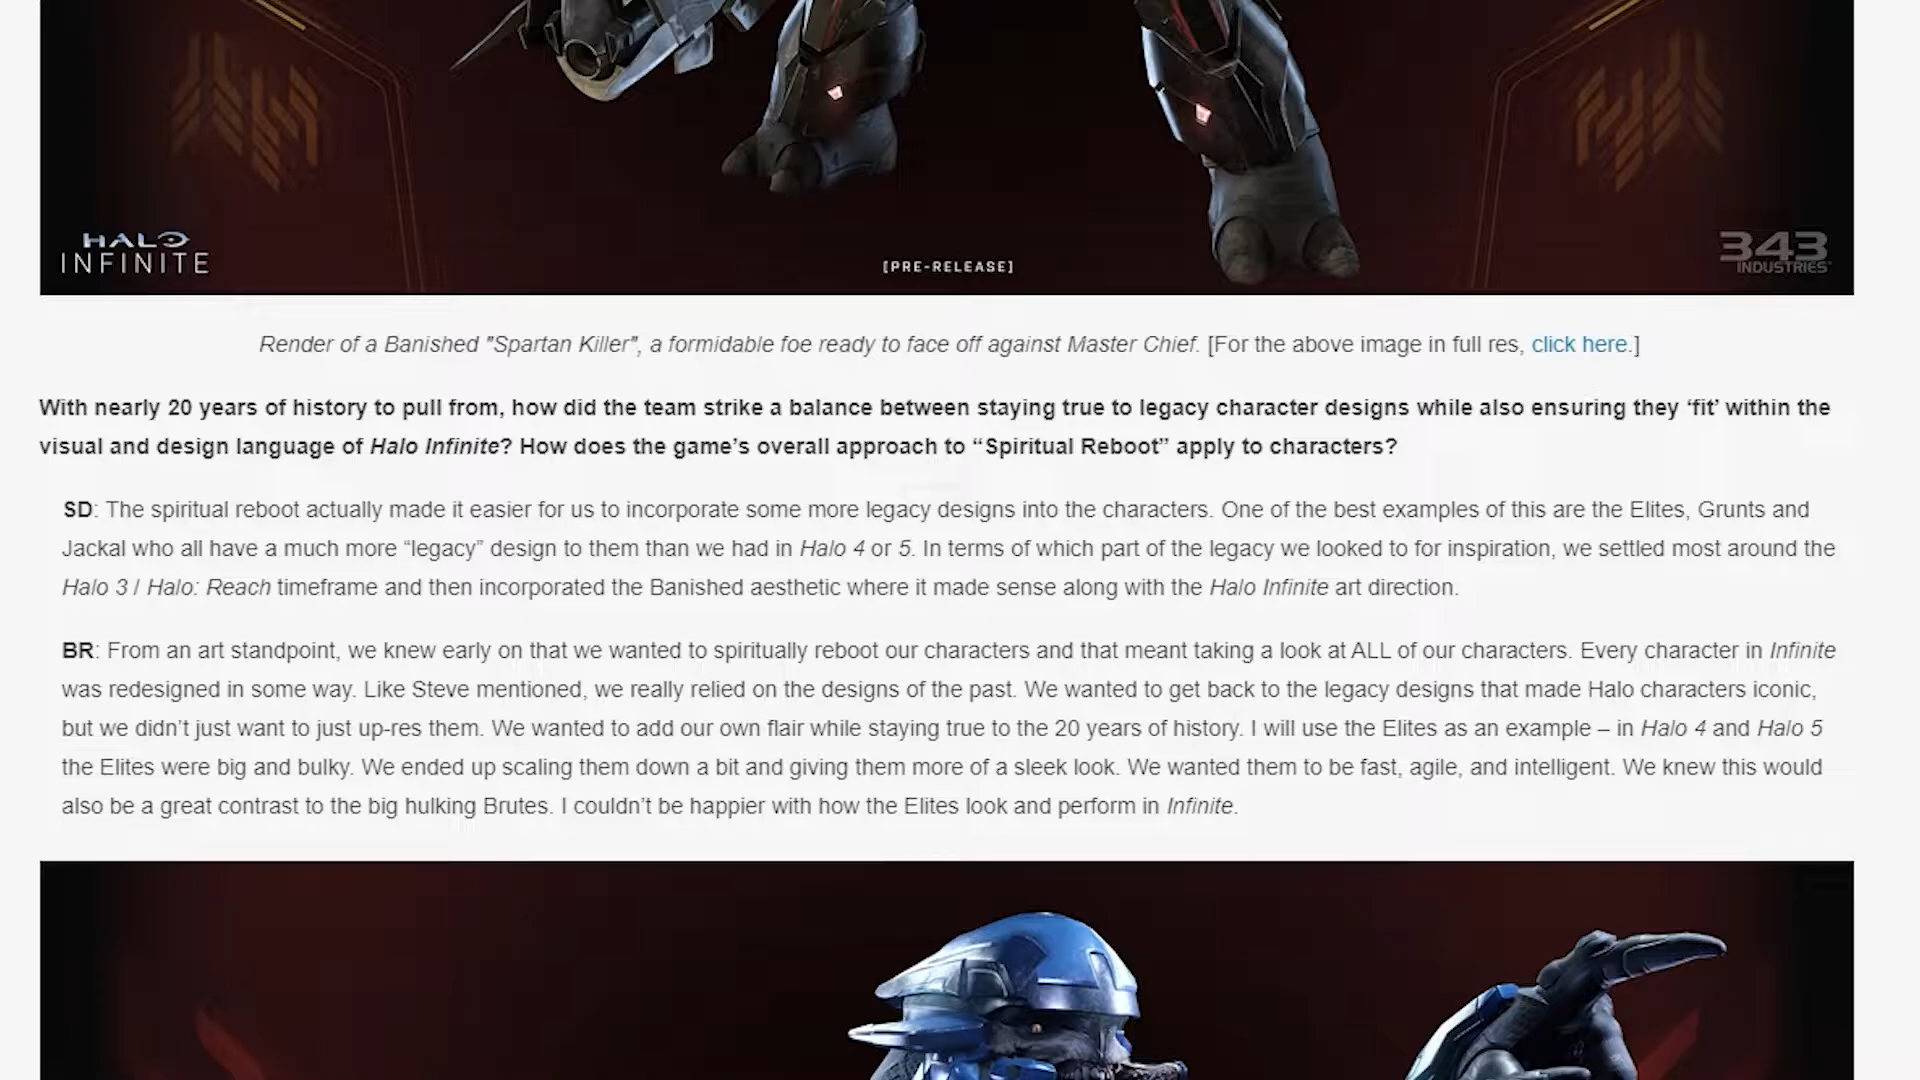 HALO
INFINITE
[PRE-RELEASE]
343
INDUSTRIES
Render of a Banished "Spartan Killer", a formidable foe ready to face off against Master Chief. [For the above image in full res, click here.]
With nearly 20 years of history to pull from, how did the team strike a balance between staying true to legacy character designs while also ensuring they ‘fit’ within the
visual and design language of Halo Infinite? How does the game’s overall approach to “Spiritual Reboot” apply to characters?
SD: The spiritual reboot actually made it easier for us to incorporate some more legacy designs into the characters. One of the best examples of this are the Elites, Grunts and
Jackal who all have a much more “legacy” design to them than we had in Halo 4 or 5. In terms of which part of the legacy we looked to for inspiration, we settled most around the
Halo 3 / Halo: Reach timeframe and then incorporated the Banished aesthetic where it made sense along with the Halo Infinite art direction.
BR: From an art standpoint, we knew early on that we wanted to spiritually reboot our characters and that meant taking a look at ALL of our characters. Every character in Infinite
was redesigned in some way. Like Steve mentioned, we really relied on the designs of the past. We wanted to get back to the legacy designs that made Halo characters iconic,
but we didn’t just want to just up-res them. We wanted to add our own flair while staying true to the 20 years of history. I will use the Elites as an example – in Halo 4 and Halo 5
the Elites were big and bulky. We ended up scaling them down a bit and giving them more of a sleek look. We wanted them to be fast, agile, and intelligent. We knew this would
also be a great contrast to the big hulking Brutes. I couldn’t be happier with how the Elites look and perform in Infinite.